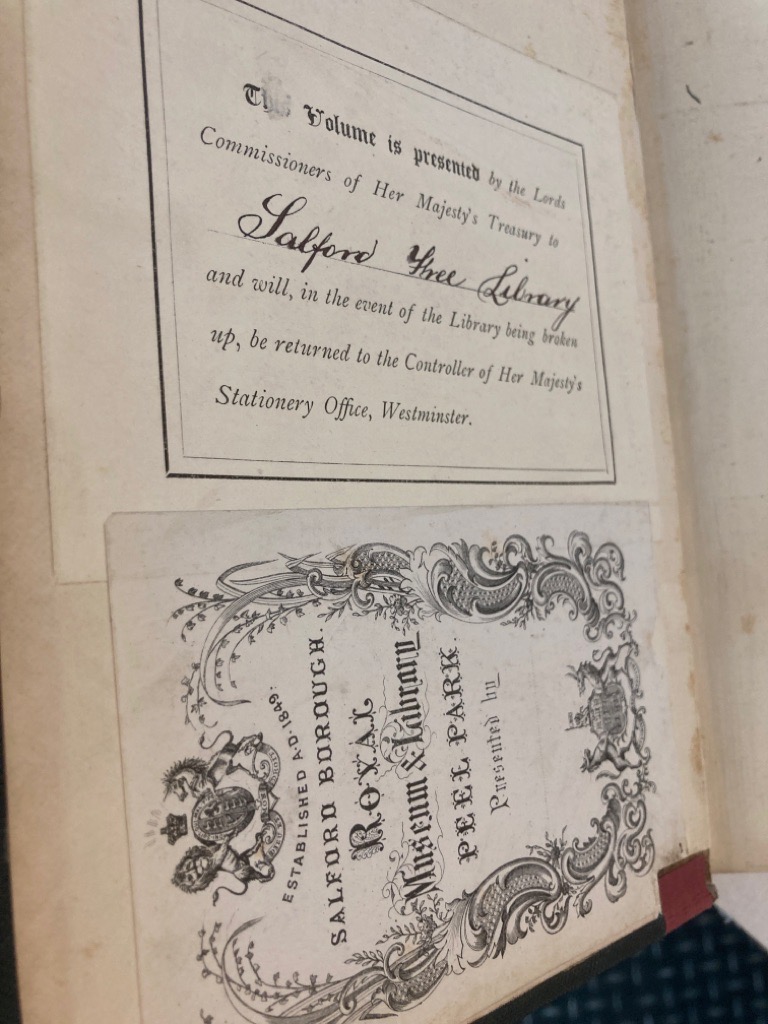 This Volume is presented by the Lords
Commissioners of Her Majesty's Treasury to
Salford Free Library
and will, in the event of the Library being broken
up, be returned to the Controller of Her Majesty's
Stationery Office, Westminster.
ESTABLISHED A.D. 1849.
SALFORD BOROUGH.
ROYAL
Museum & Library
PEEL PARK.
Presented by